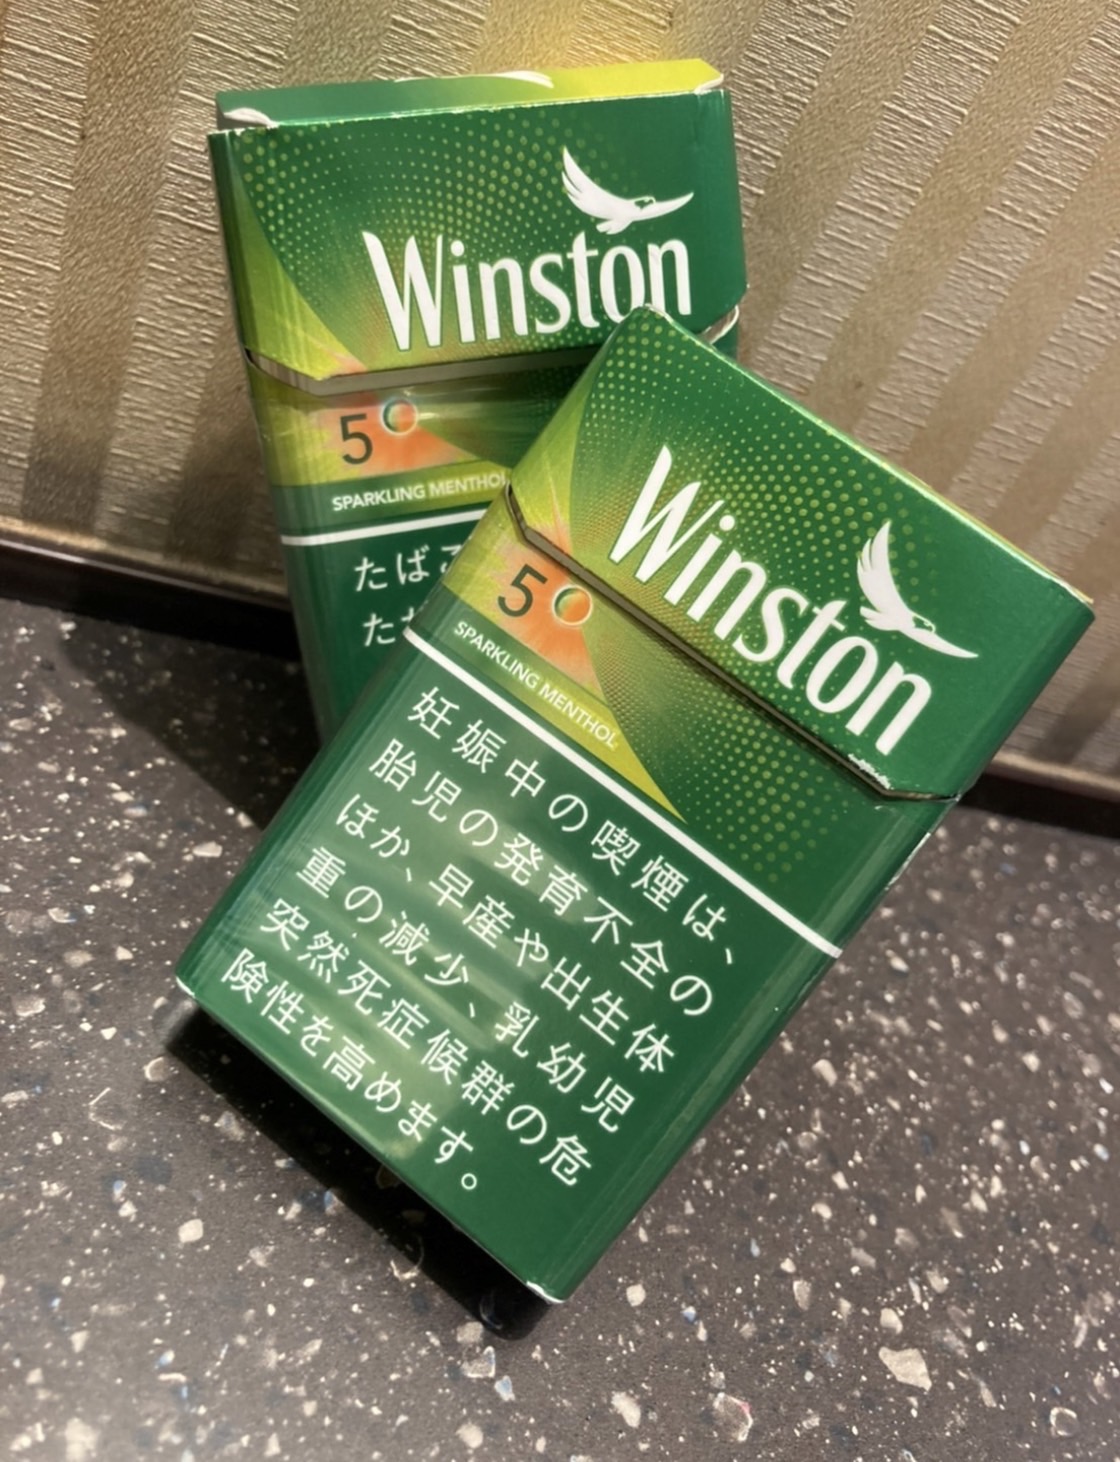 Winston
5
SPARKLING MENTHOL
たばこ
Winston
5
SPARKLING MENTHOL
妊娠中の喫煙は、
胎児の発育不全の
ほか、早産や出生体
重の減少、乳幼児
突然死症候群の危
険性を高めます。